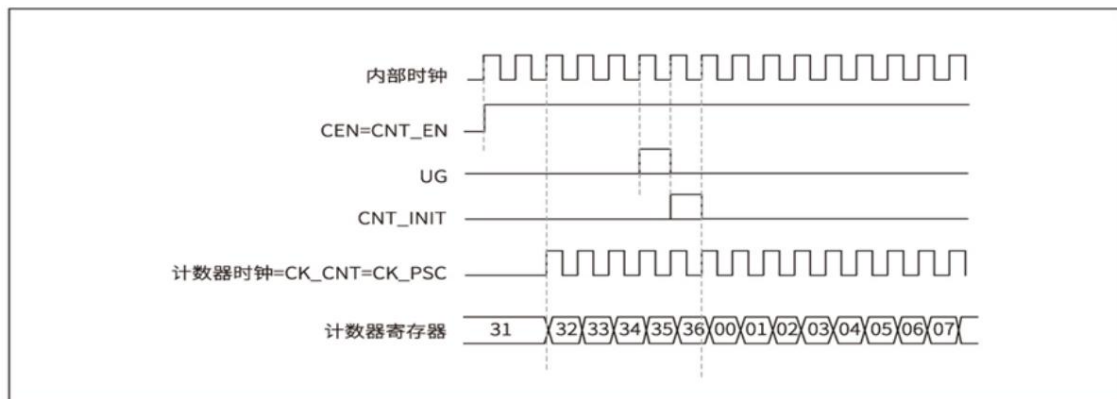 内部时钟
CEN=CNT_EN
UG
CNT_INIT
计数器时钟=CK_CNT=CK_PSC
计数器寄存器 31 32 33 34 35 36 00 01 02 03 04 05 06 07